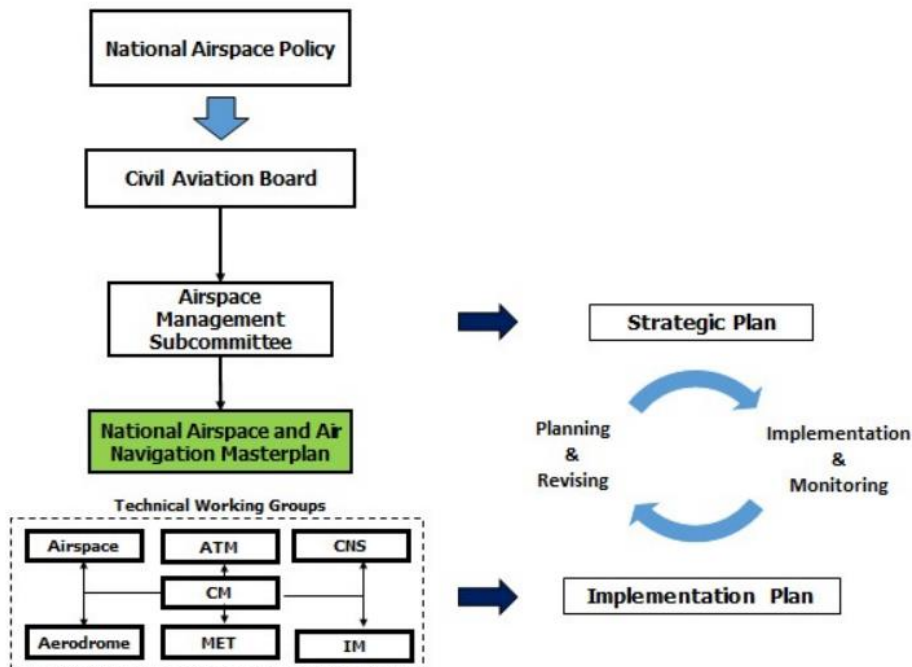 National Airspace Policy
Civil Aviation Board
Airspace
Management
Subcommittee
Strategic Plan
National Airspace and Air
Navigation Masterplan
Planning
&
Revising
Implementation
&
Monitoring
Technical Working Groups
Airspace
ATM
CNS
CM
Aerodrome
MET
IM
Implementation Plan